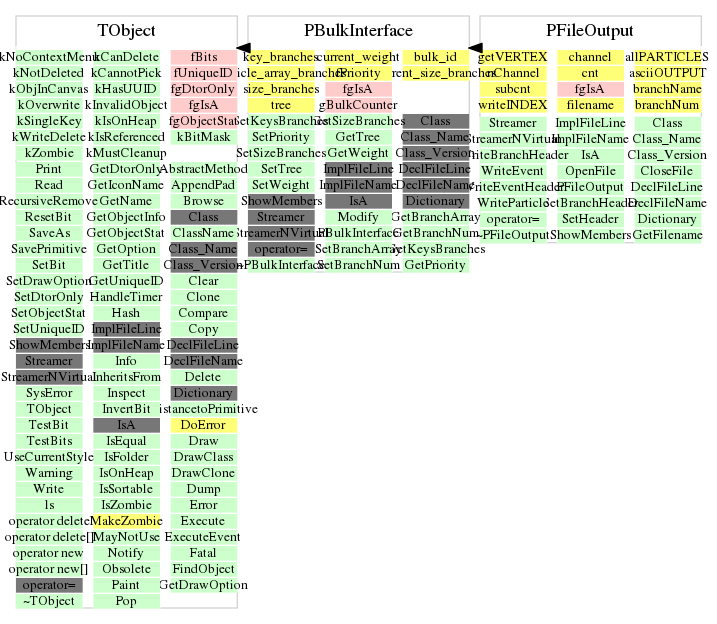 TObject
PBulkInterface
PFileOutput
kNoContextMenu kCanDelete fBits
kNotDeleted kCannotPick fUniqueID
kObjInCanvas kHasUUID fgDtorOnly
kOverwrite kInvalidObject fgIsA
kSingleKey kIsOnHeap fgObjectStat
kWriteDelete kIsReferenced kBitMask
kZombie kMustCleanup
Print GetDtorOnly AbstractMethod
Read GetIconName AppendPad
RecursiveRemove GetName Browse
ResetBit GetObjectInfo Class
SaveAs GetObjectStat ClassName
SavePrimitive GetOption Class_Name
SetBit GetTitle Class_Version
SetDrawOption GetUniqueID Clear
SetDtorOnly HandleTimer Clone
SetObjectStat Hash Compare
SetUniqueID ImplFileLine Copy
ShowMembers ImplFileName DeclFileLine
Streamer Info DeclFileName
StreamerNVirtual InheritsFrom Delete
SysError Inspect Dictionary
TObject InvertBit DistancetoPrimitive
TestBit IsA DoError
TestBits IsEqual Draw
UseCurrentStyle IsFolder DrawClass
Warning IsOnHeap DrawClone
Write IsSortable Dump
ls IsZombie Error
operator delete MakeZombie Execute
operator delete[] MayNotUse ExecuteEvent
operator new Notify Fatal
operator new[] Obsolete FindObject
operator= Paint GetDrawOption
~TObject Pop
key_branches current_weight bulk_id
fPriority
size_branches fgIsA
tree gBulkCounter
SetKeysBranches GetSizeBranches Class
SetPriority GetTree Class_Name
SetSizeBranches GetWeight Class_Version
SetTree ImplFileLine DeclFileLine
SetWeight ImplFileName DeclFileName
ShowMembers IsA Dictionary
Streamer Modify GetBranchArray
StreamerNVirtual PBulkInterface GetBranchNum
operator= SetBranchArray GetKeysBranches
~PBulkInterface SetBranchNum GetPriority
getVERTEX channel allPARTICLES
nChannel cnt asciiOUTPUT
subcnt fgIsA branchName
writeINDEX filename branchNum
Streamer ImplFileLine Class
StreamerNVirtual ImplFileName Class_Name
WriteBranchHeader IsA Class_Version
WriteEvent OpenFile CloseFile
WriteEventHeader PFileOutput DeclFileLine
WriteParticle SetBranchHeader DeclFileName
operator= SetHeader Dictionary
~PFileOutput ShowMembers GetFilename